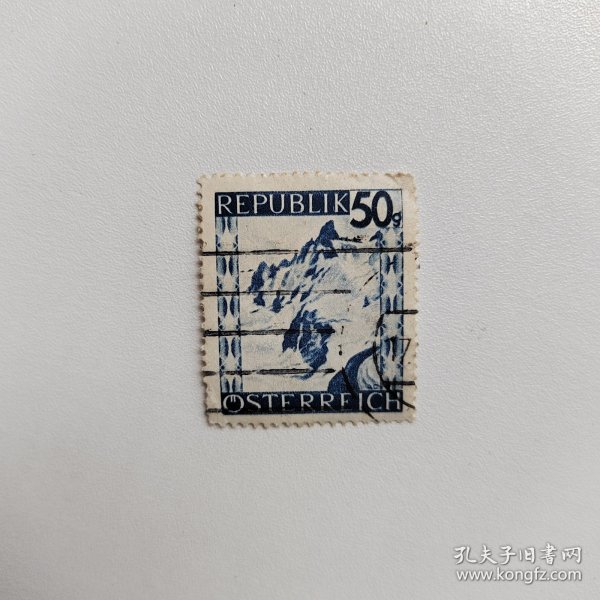 REPUBLIK 50g
ÖSTERREICH
孔夫子旧书网
www.kongfz.com